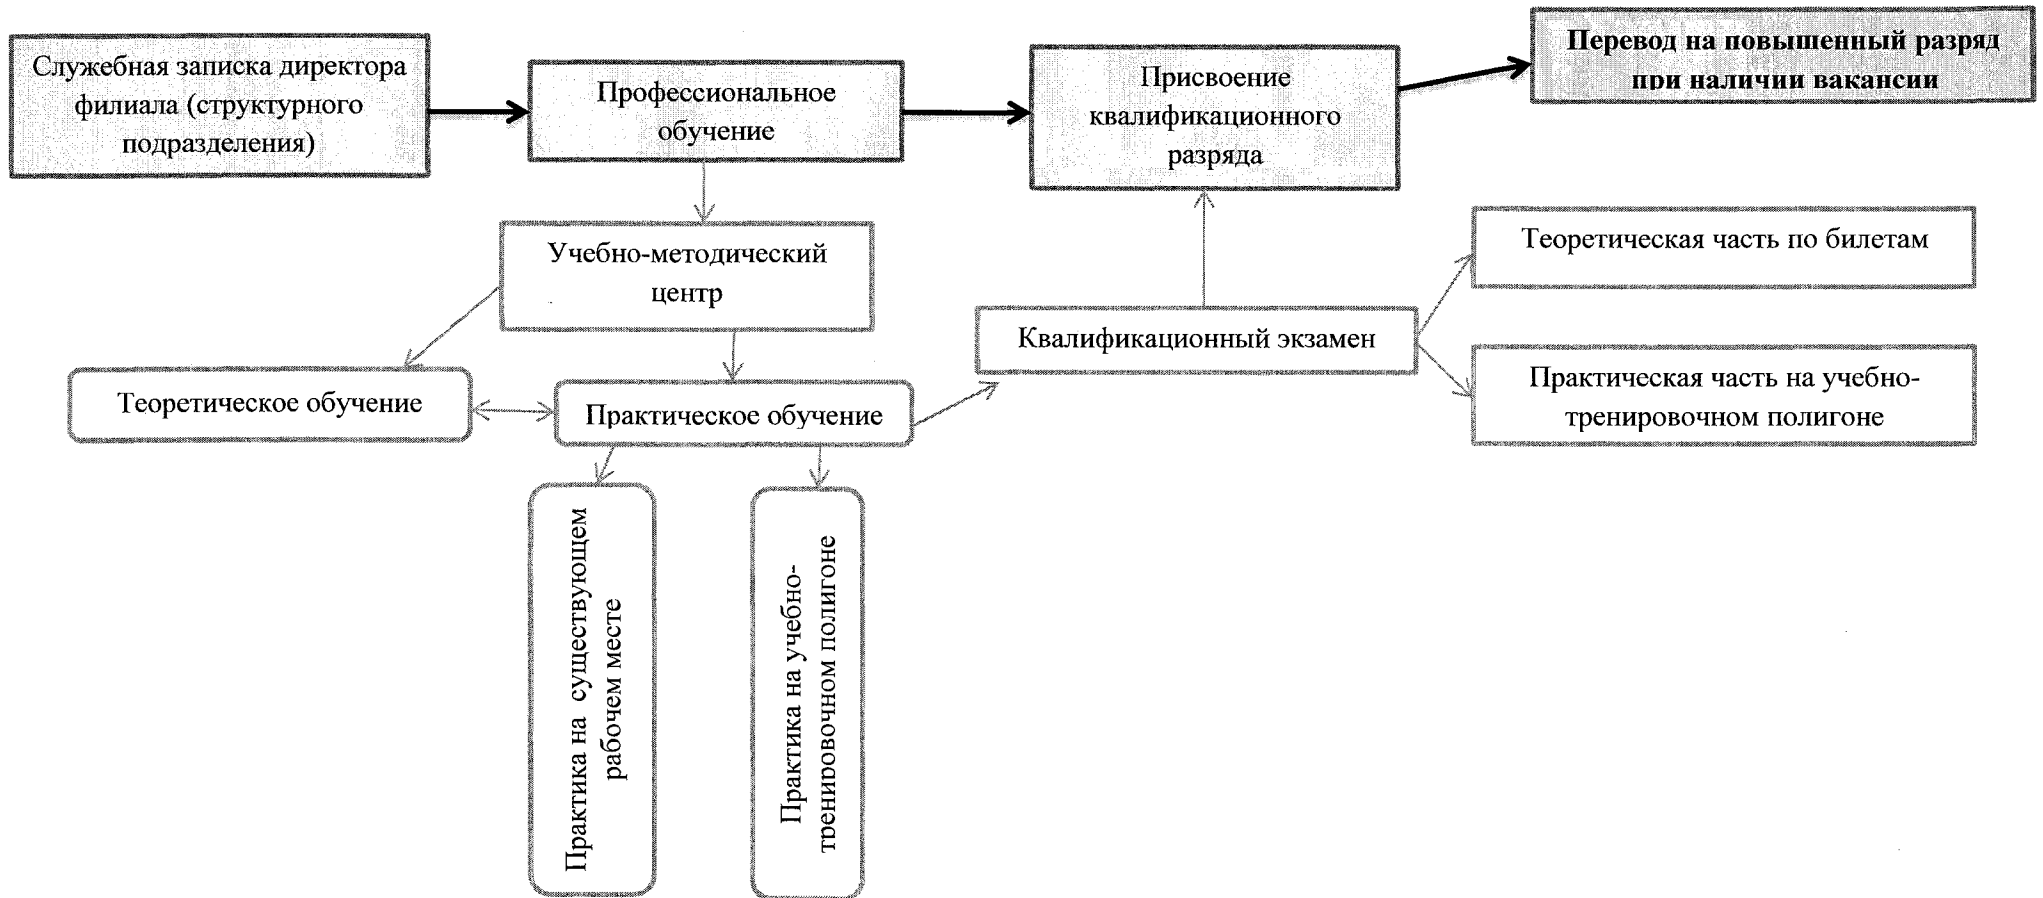 Служебная записка директора
филиала (структурного
подразделения)
Профессиональное
обучение
Присвоение
квалификационного
разряда
Перевод на повышенный разряд
при наличии вакансии
Учебно-методический
центр
Теоретическая часть по билетам
Квалификационный экзамен
Практическая часть на учебно-
тренировочном полигоне
Теоретическое обучение
Практическое обучение
Практика на существующем
рабочем месте
Практика на учебно-
тренировочном полигоне